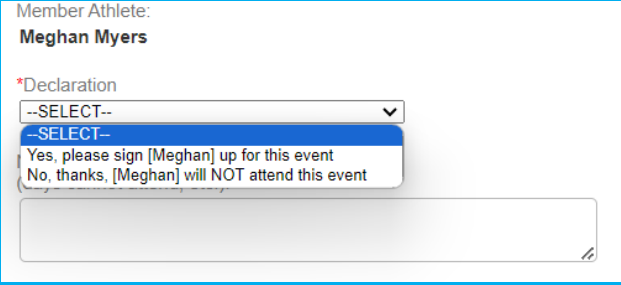 Member Athlete:
Meghan Myers
*Declaration
--SELECT--
--SELECT--
Yes, please sign [Meghan] up for this event
No, thanks, [Meghan] will NOT attend this event